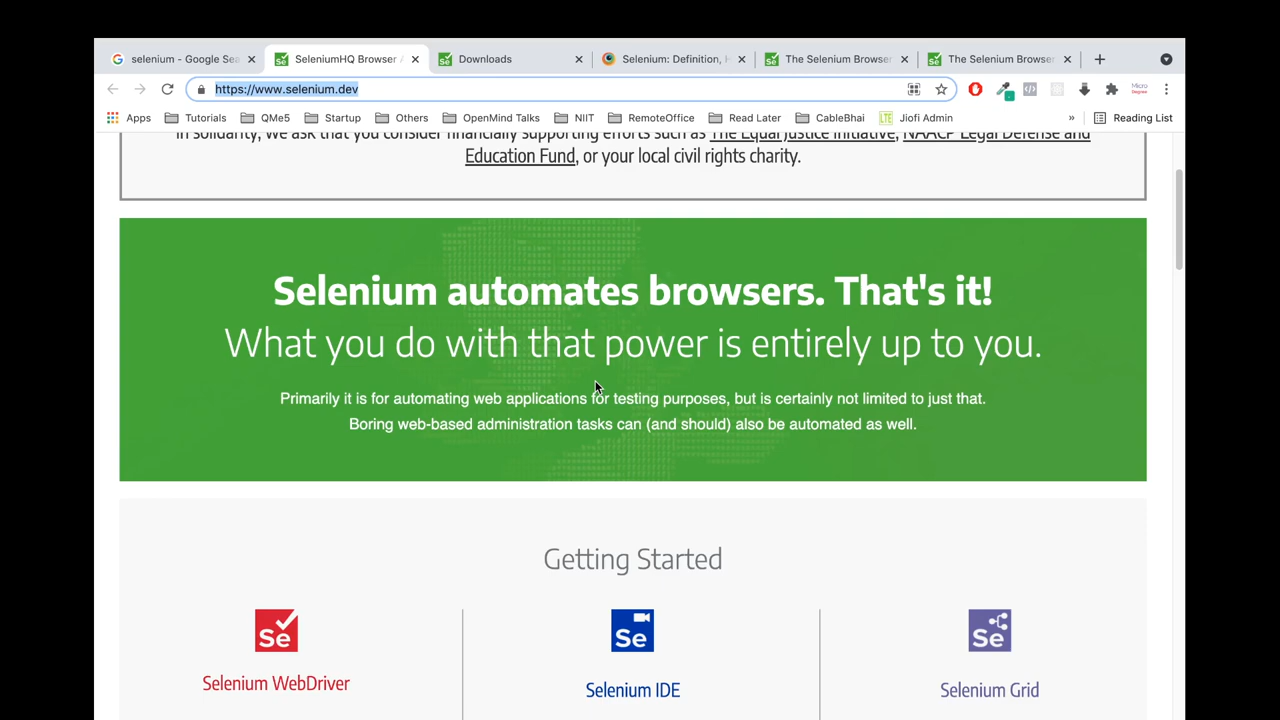 selenium - Google Sea
SeleniumHQ Browser A
Downloads
Selenium: Definition, H
The Selenium Browser
The Selenium Browser
https://www.selenium.dev
Micro
Degree
Apps
Tutorials
QMe5
Startup
Others
OpenMind Talks
NIIT
RemoteOffice
Read Later
CableBhai
LTE
Jiofi Admin
»
Reading List
In solidarity, we ask that you consider financially supporting efforts such as The Equal Justice Initiative, NAACP Legal Defense and
Education Fund, or your local civil rights charity.
Selenium automates browsers. That's it!
What you do with that power is entirely up to you.
Primarily it is for automating web applications for testing purposes, but is certainly not limited to just that.
Boring web-based administration tasks can (and should) also be automated as well.
Getting Started
Se
Se
Se
Selenium WebDriver
Selenium IDE
Selenium Grid